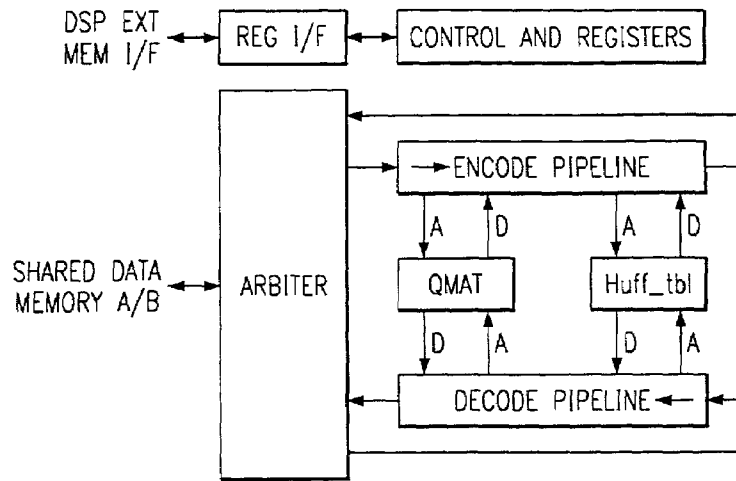 DSP EXT
MEM I/F
REG I/F
CONTROL AND REGISTERS
ENCODE PIPELINE
A
D
A
D
SHARED DATA
MEMORY A/B
ARBITER
QMAT
Huff_tbl
D
A
D
A
DECODE PIPELINE